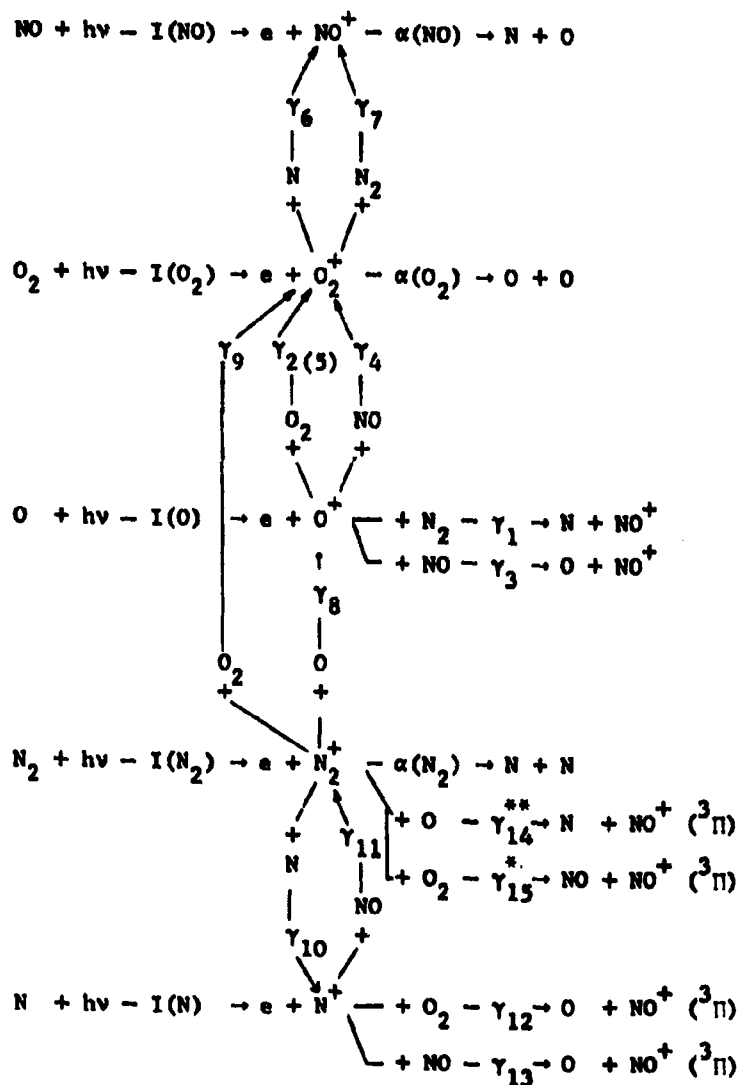 NO + hν − I(NO) → e + NO⁺ − α(NO) → N + O
γ₆ γ₇
N N₂
+ +
O₂ + hν − I(O₂) → e + O₂⁺ − α(O₂) → O + O
γ₉ γ₂(5) γ₄
O₂ NO
+ +
O + hν − I(O) → e + O⁺ + N₂ − γ₁ → N + NO⁺
+ NO − γ₃ → O + NO⁺
γ₈
O₂ O
+ +
N₂ + hν − I(N₂) → e + N₂⁺ − α(N₂) → N + N
+ O − γ₁₄** → N + NO⁺ (³Π)
+ γ₁₁
N
+ O₂ − γ₁₅* → NO + NO⁺ (³Π)
NO
γ₁₀ +
N + hν − I(N) → e + N⁺ − + O₂ − γ₁₂ → O + NO⁺ (³Π)
+ NO − γ₁₃ → O + NO⁺ (³Π)